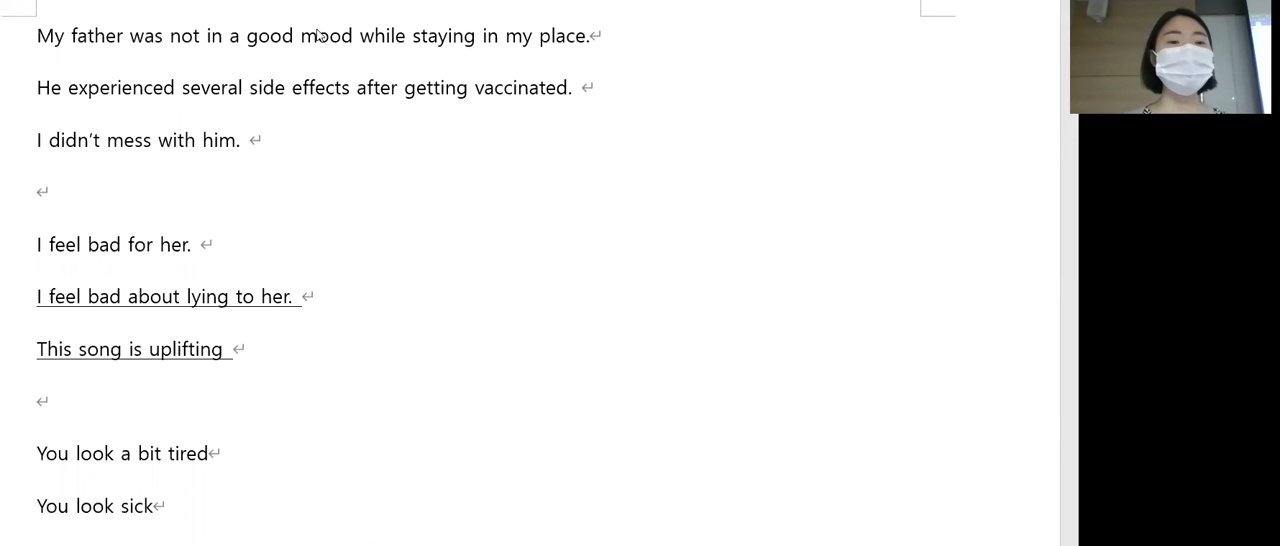 My father was not in a good mood while staying in my place.
He experienced several side effects after getting vaccinated.
I didn't mess with him.
I feel bad for her.
I feel bad about lying to her.
This song is uplifting
You look a bit tired
You look sick